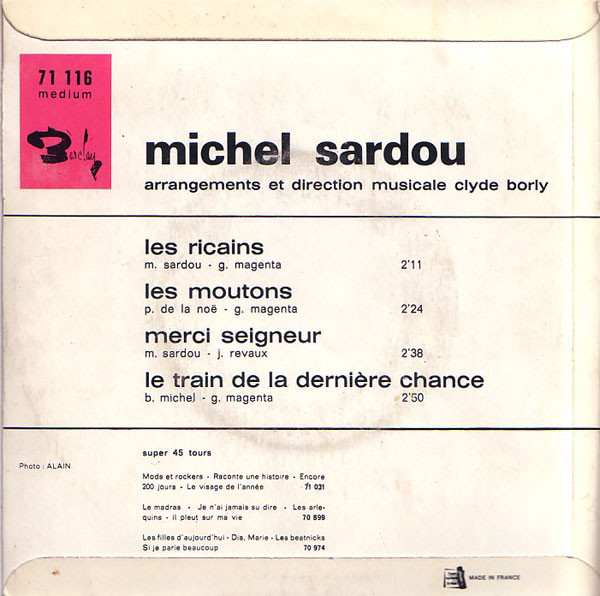 71 116
medium
Barclay
michel sardou
arrangements et direction musicale clyde borly
les ricains
m. sardou - g. magenta 2'11
les moutons
p. de la noë - g. magenta 2'24
merci seigneur
m. sardou - j. revaux 2'38
le train de la dernière chance
b. michel - g. magenta 2'50
super 45 tours
Photo : ALAIN
Mods et rockers - Raconte une histoire - Encore
200 jours - Le visage de l'année 71 031
Le madras - Je n'ai jamais su dire - Les arle-
quins - il pleut sur ma vie 70 899
Les filles d'aujourd'hui - Dis, Marie - Les beatnicks
Si je parle beaucoup 70 974
MADE IN FRANCE